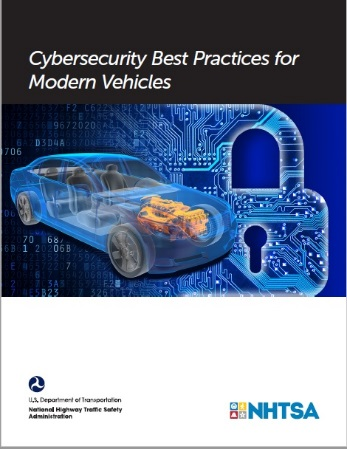 Cybersecurity Best Practices for
Modern Vehicles
U.S. Department of Transportation
National Highway Traffic Safety
Administration
NHTSA